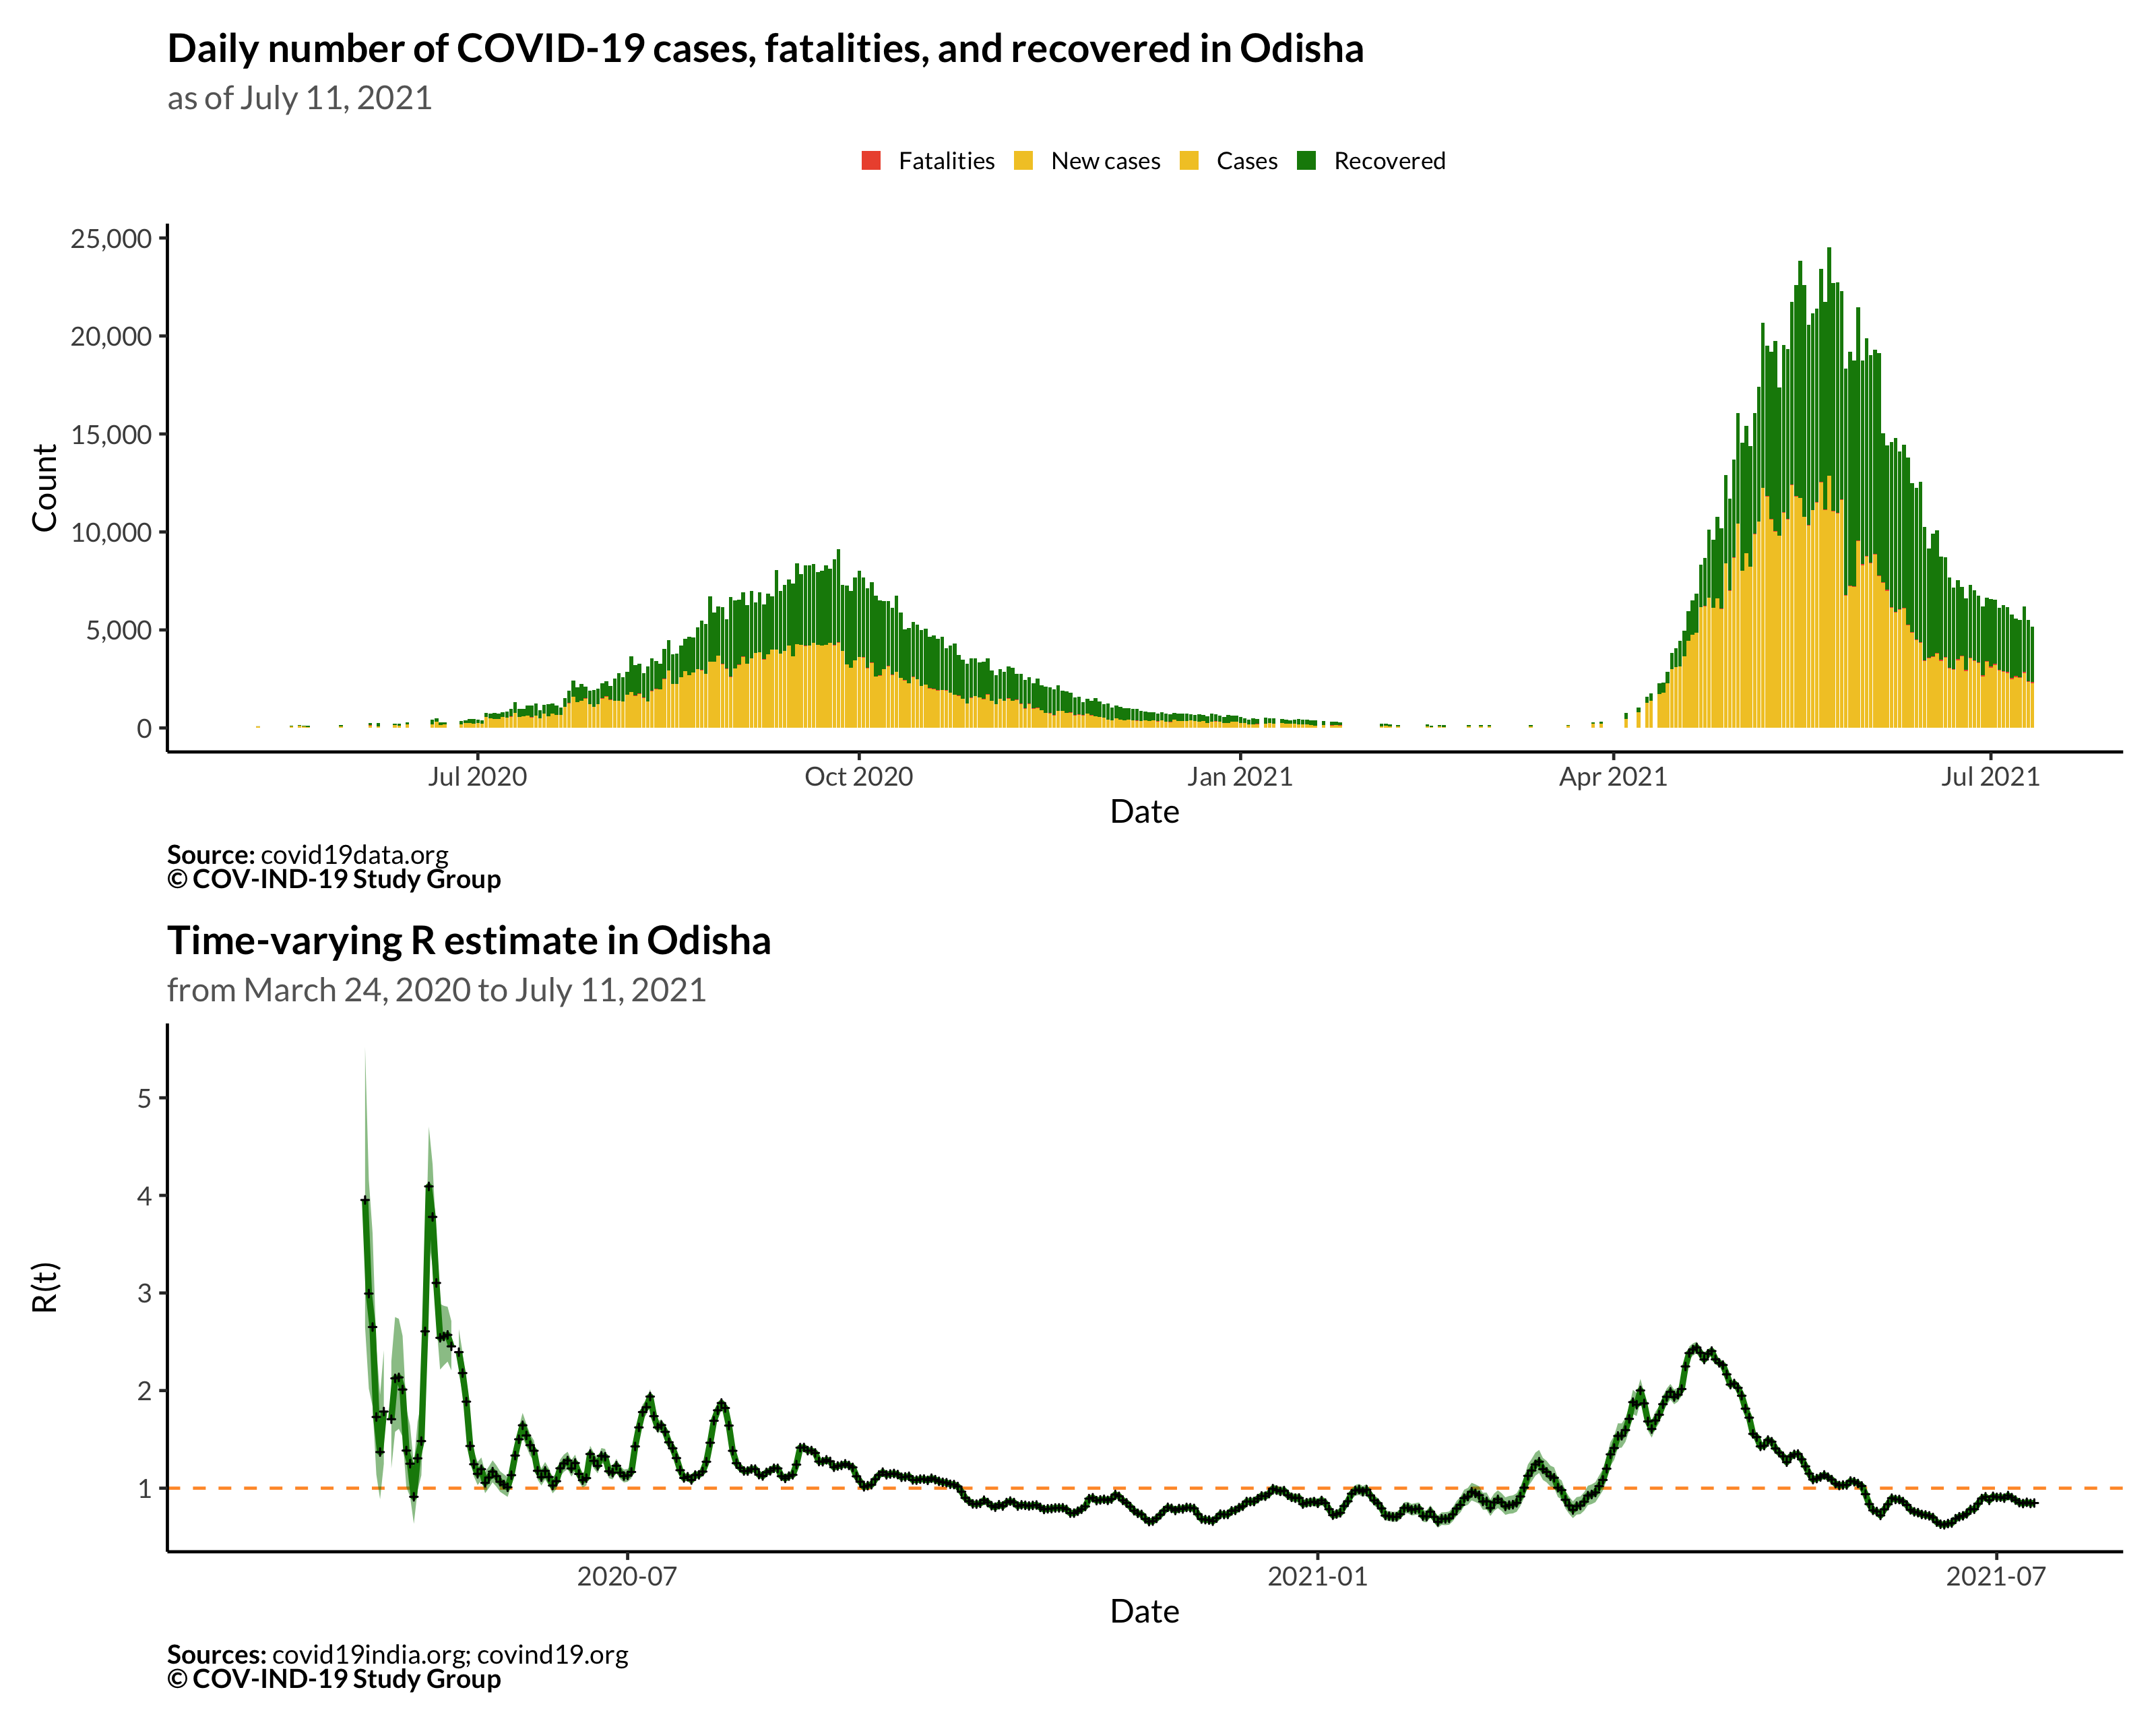 Daily number of COVID-19 cases, fatalities, and recovered in Odisha
as of July 11, 2021
Fatalities New cases Cases Recovered
Count
25,000
20,000
15,000
10,000
5,000
0
Jul 2020 Oct 2020 Jan 2021 Apr 2021 Jul 2021
Date
Source: covid19data.org
© COV-IND-19 Study Group
Time-varying R estimate in Odisha
from March 24, 2020 to July 11, 2021
R(t)
5
4
3
2
1
2020-07 2021-01 2021-07
Date
Sources: covid19india.org; covind19.org
© COV-IND-19 Study Group